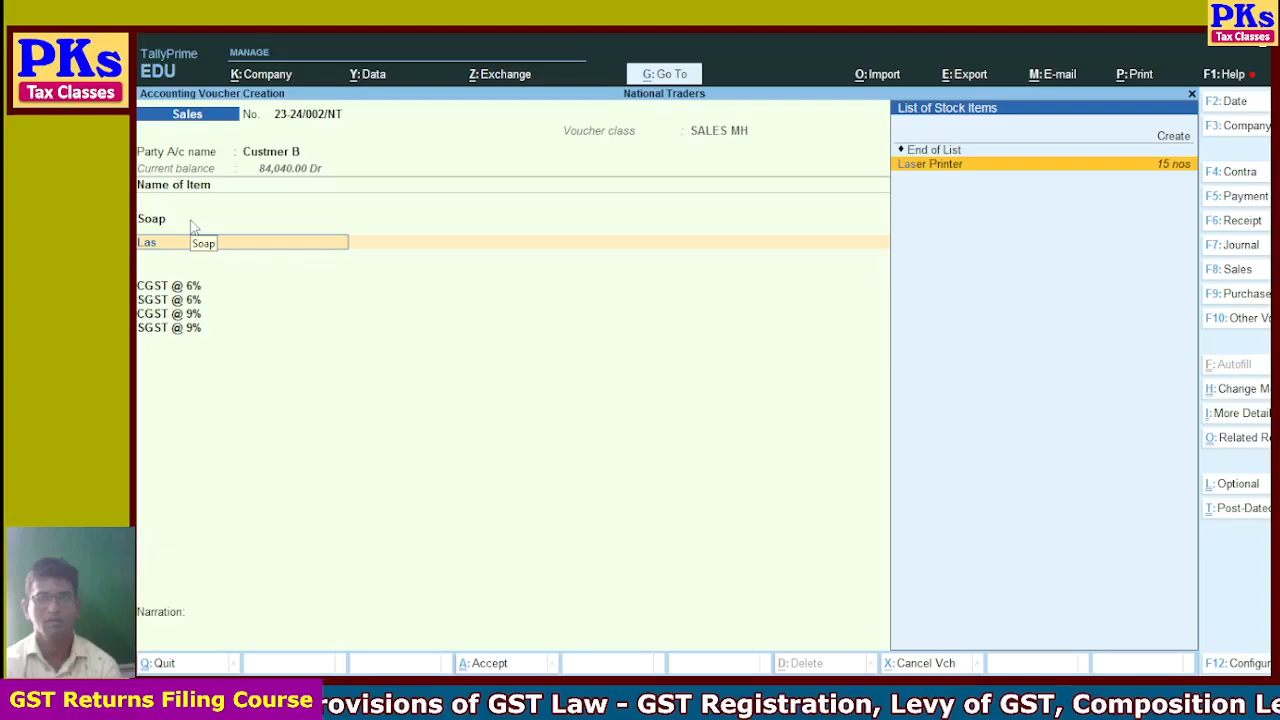 PKs
Tax Classes
PKs
Tax Classes
TallyPrime
EDU
MANAGE
K: Company
Y: Data
Z: Exchange
G: Go To
O: Import
E: Export
M: E-mail
P: Print
F1: Help
Accounting Voucher Creation
National Traders
Sales
No. 23-24/002/NT
Voucher class : SALES MH
Party A/c name : Custmer B
Current balance : 84,040.00 Dr
Name of Item
Soap
Las
Soap
CGST @ 6%
SGST @ 6%
CGST @ 9%
SGST @ 9%
Narration:
List of Stock Items
Create
♦ End of List
Laser Printer 15 nos
F2: Date
F3: Company
F4: Contra
F5: Payment
F6: Receipt
F7: Journal
F8: Sales
F9: Purchase
F10: Other Vo
F: Autofill
H: Change M
I: More Detai
O: Related Re
L: Optional
T: Post-Dated
Q: Quit
A: Accept
D: Delete
X: Cancel Vch
F12: Configur
GST Returns Filing Course
rovisions of GST Law - GST Registration, Levy of GST, Composition Le